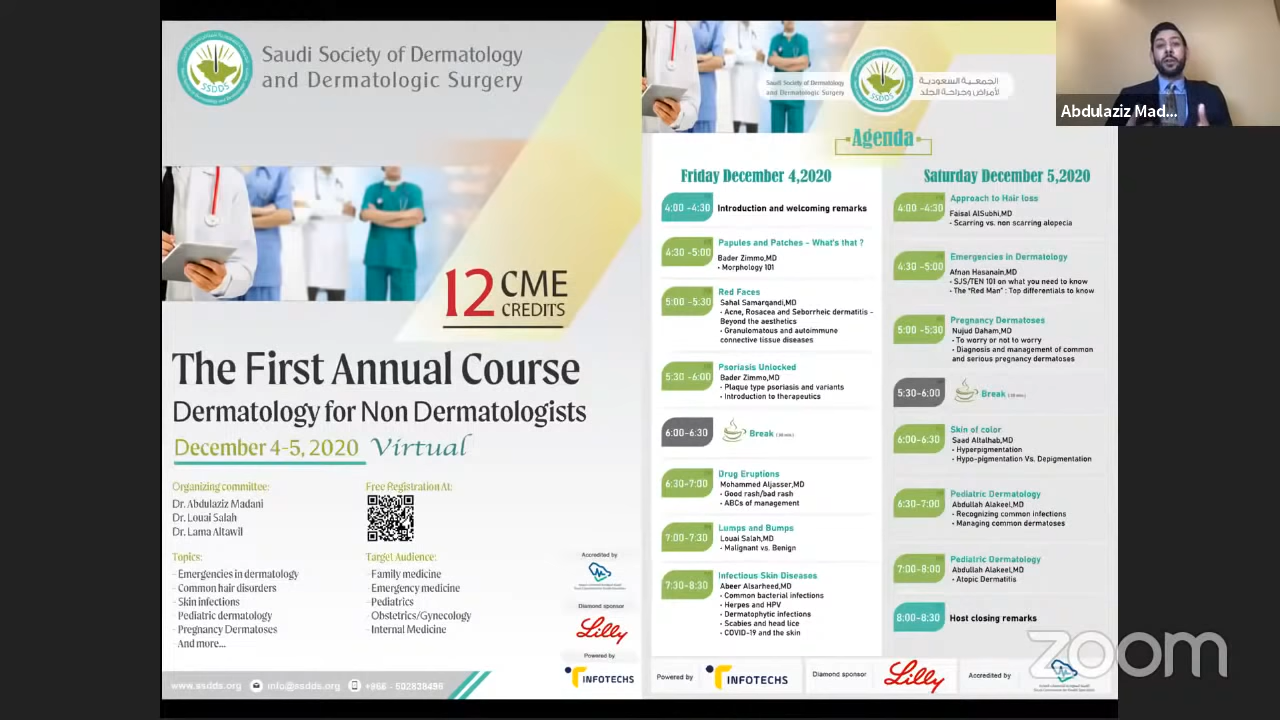 Saudi Society of Dermatology
and Dermatologic Surgery
SSDDS
12 CME
CREDITS
The First Annual Course
Dermatology for Non Dermatologists
December 4-5, 2020 Virtual
Organizing committee:
Dr. Abdulaziz Madani
Dr. Louai Salah
Dr. Lama Altawil
Free Registration At:
Topics:
- Emergencies in dermatology
- Common hair disorders
- Skin infections
- Pediatric dermatology
- Pregnancy Dermatoses
- And more...
Target Audience:
- Family medicine
- Emergency medicine
- Pediatrics
- Obstetrics/Gynecology
- Internal Medicine
Accredited by
Diamond sponsor
Lilly
Powered by
INFOTECHS
www.ssdds.org info@ssdds.org +966 - 502838496
Saudi Society of Dermatology
and Dermatologic Surgery
SSDDS
الجمعية السعودية
لأمراض وجراحة الجلد
Agenda
Friday December 4,2020
4:00 -4:30 Introduction and welcoming remarks
4:30 -5:00 Papules and Patches - What's that ?
Bader Zimmo,MD
• Morphology 101
5:00 -5:30 Red Faces
Sahal Samarqandi,MD
• Acne, Rosacea and Seborrheic dermatitis -
Beyond the aesthetics
• Granulomatous and autoimmune
connective tissue diseases
5:30 -6:00 Psoriasis Unlocked
Bader Zimmo,MD
• Plaque type psoriasis and variants
• Introduction to therapeutics
6:00-6:30 Break
6:30-7:00 Drug Eruptions
Mohammed Aljasser,MD
• Good rash/bad rash
• ABCs of management
7:00-7:30 Lumps and Bumps
Louai Salah,MD
• Malignant vs. Benign
7:30-8:30 Infectious Skin Diseases
Abeer Alsarheed,MD
• Common bacterial infections
• Herpes and HPV
• Dermatophytic infections
• Scabies and head lice
• COVID-19 and the skin
Saturday December 5,2020
4:00 -4:30 Approach to Hair loss
Faisal AlSubhi,MD
• Scarring vs. non scarring alopecia
4:30 -5:00 Emergencies in Dermatology
Afnan Hasanain,MD
• SJS/TEN 101 on what you need to know
• The "Red Man" : Top differentials to know
5:00 -5:30 Pregnancy Dermatoses
Nujud Daham,MD
• To worry or not to worry
• Diagnosis and management of common
and serious pregnancy dermatoses
5:30-6:00 Break
6:00-6:30 Skin of color
Saad Altalhab,MD
• Hyperpigmentation
• Hypo-pigmentation Vs. Depigmentation
6:30-7:00 Pediatric Dermatology
Abdullah Alakeel,MD
• Recognizing common infections
• Managing common dermatoses
7:00-8:00 Pediatric Dermatology
Abdullah Alakeel,MD
• Atopic Dermatitis
8:00-8:30 Host closing remarks
Powered by INFOTECHS Diamond sponsor Lilly Accredited by
Abdulaziz Mad...
zoom